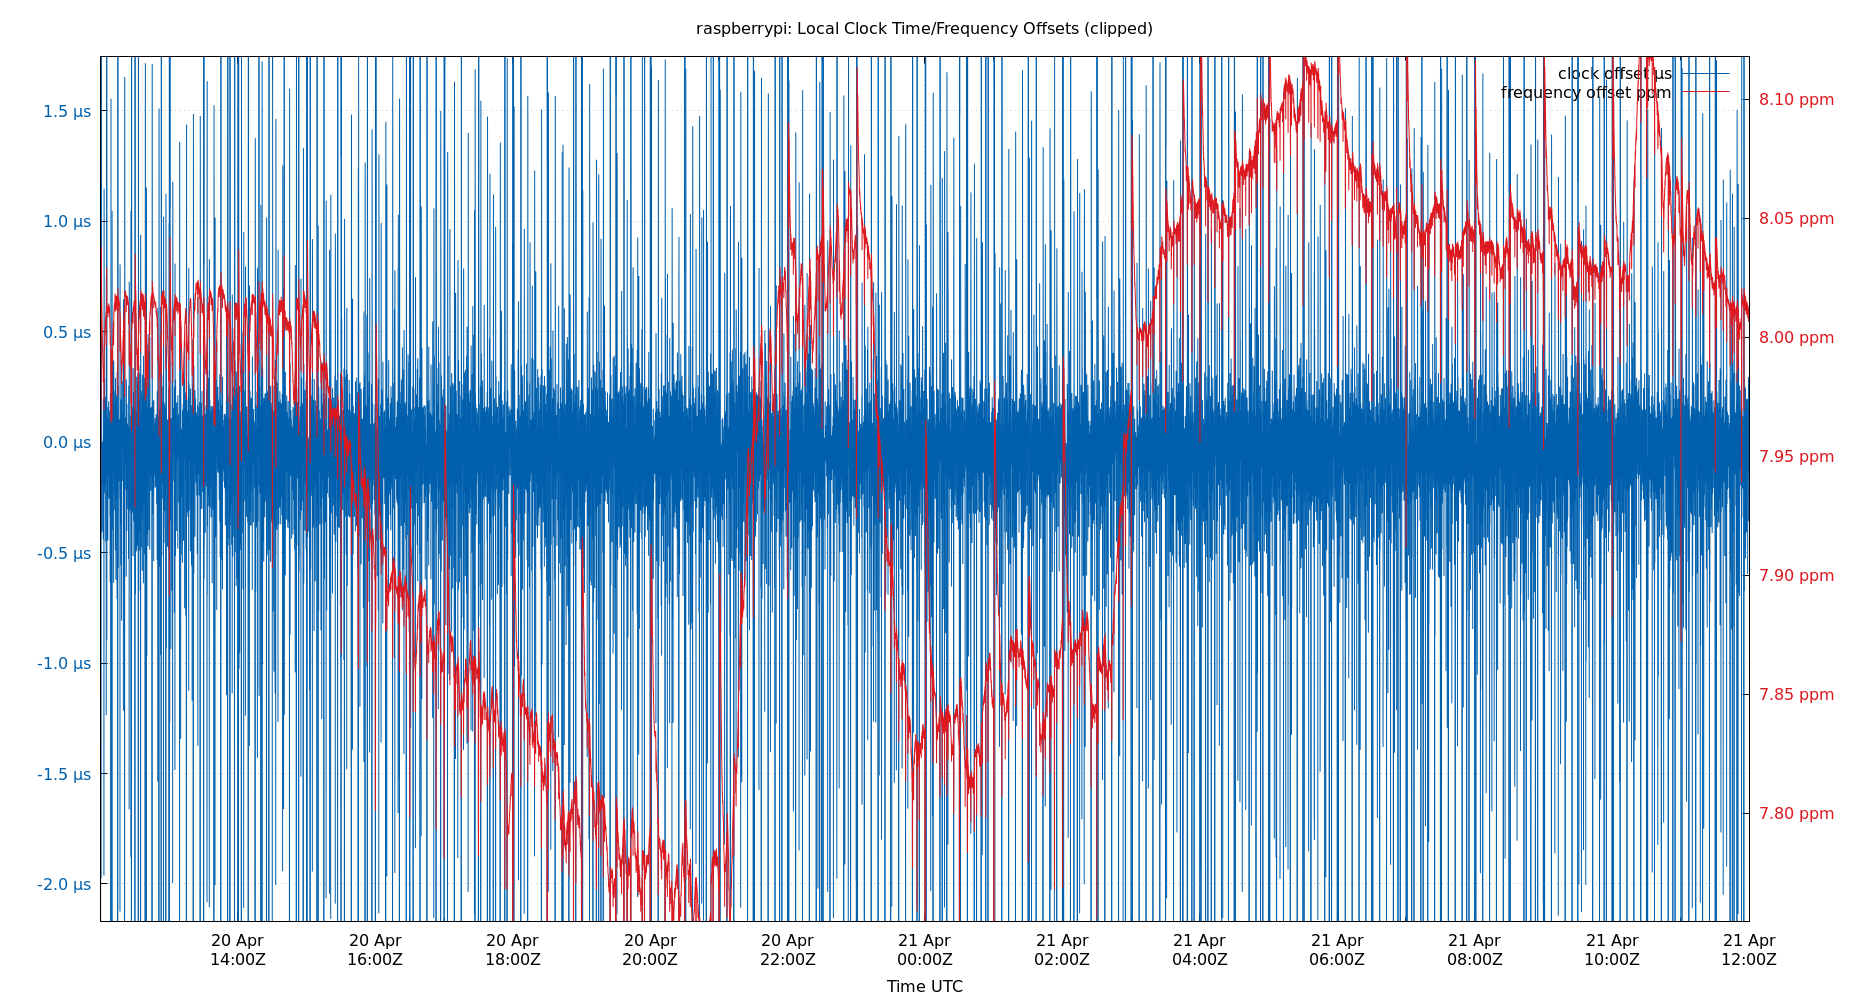 raspberrypi: Local Clock Time/Frequency Offsets (clipped)
clock offset µs
frequency offset ppm
1.5 µs
1.0 µs
0.5 µs
0.0 µs
-0.5 µs
-1.0 µs
-1.5 µs
-2.0 µs
8.10 ppm
8.05 ppm
8.00 ppm
7.95 ppm
7.90 ppm
7.85 ppm
7.80 ppm
20 Apr 20 Apr 20 Apr 20 Apr 20 Apr 21 Apr 21 Apr 21 Apr 21 Apr 21 Apr 21 Apr 21 Apr
14:00Z 16:00Z 18:00Z 20:00Z 22:00Z 00:00Z 02:00Z 04:00Z 06:00Z 08:00Z 10:00Z 12:00Z
Time UTC